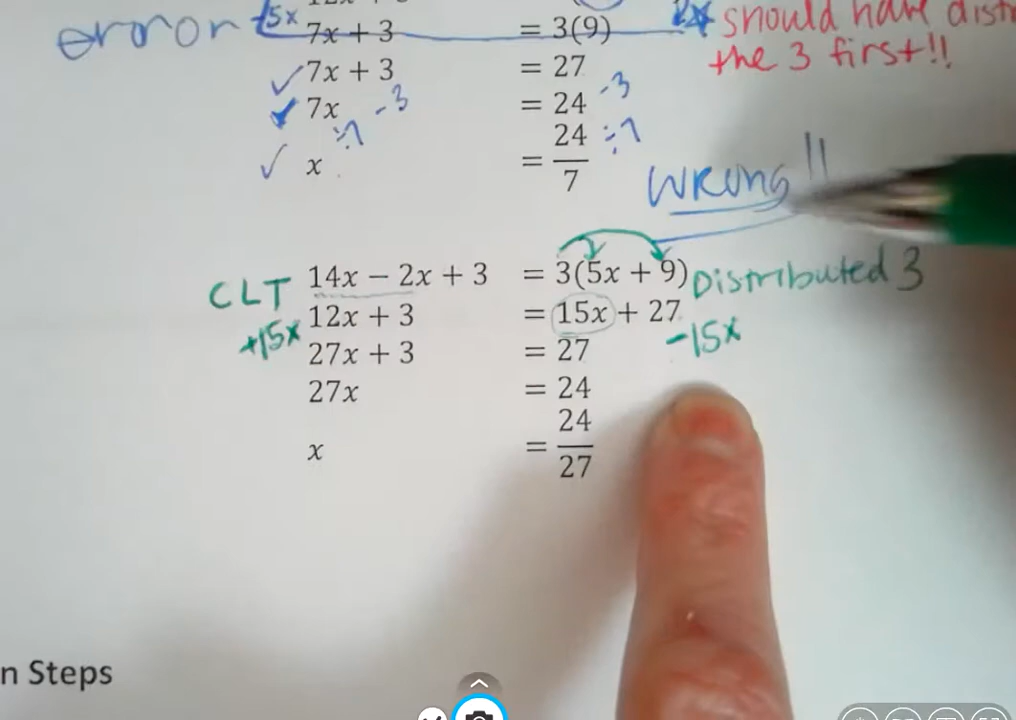 error
+5x 7x + 3 = 3(9) should have
the 3 first!!
✓ 7x + 3 = 27
✓ 7x -3 = 24 -3
÷7 24 ÷7
✓ x = 7
WRONG!!
CLT 14x − 2x + 3 = 3(5x + 9) Distributed 3
+15x 12x + 3 = 15x + 27 -15x
27x + 3 = 27
27x = 24
x = 24/27
n Steps